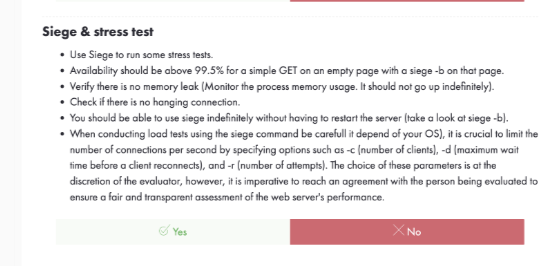 Siege & stress test
• Use Siege to run some stress tests.
• Availability should be above 99.5% for a simple GET on an empty page with a siege -b on that page.
• Verify there is no memory leak (Monitor the process memory usage. It should not go up indefinitely).
• Check if there is no hanging connection.
• You should be able to use siege indefinitely without having to restart the server (take a look at siege -b).
• When conducting load tests using the siege command be carefull it depend of your OS), it is crucial to limit the
number of connections per second by specifying options such as -c (number of clients), -d (maximum wait
time before a client reconnects), and -r (number of attempts). The choice of these parameters is at the
discretion of the evaluator, however, it is imperative to reach an agreement with the person being evaluated to
ensure a fair and transparent assessment of the web server's performance.
Yes
No